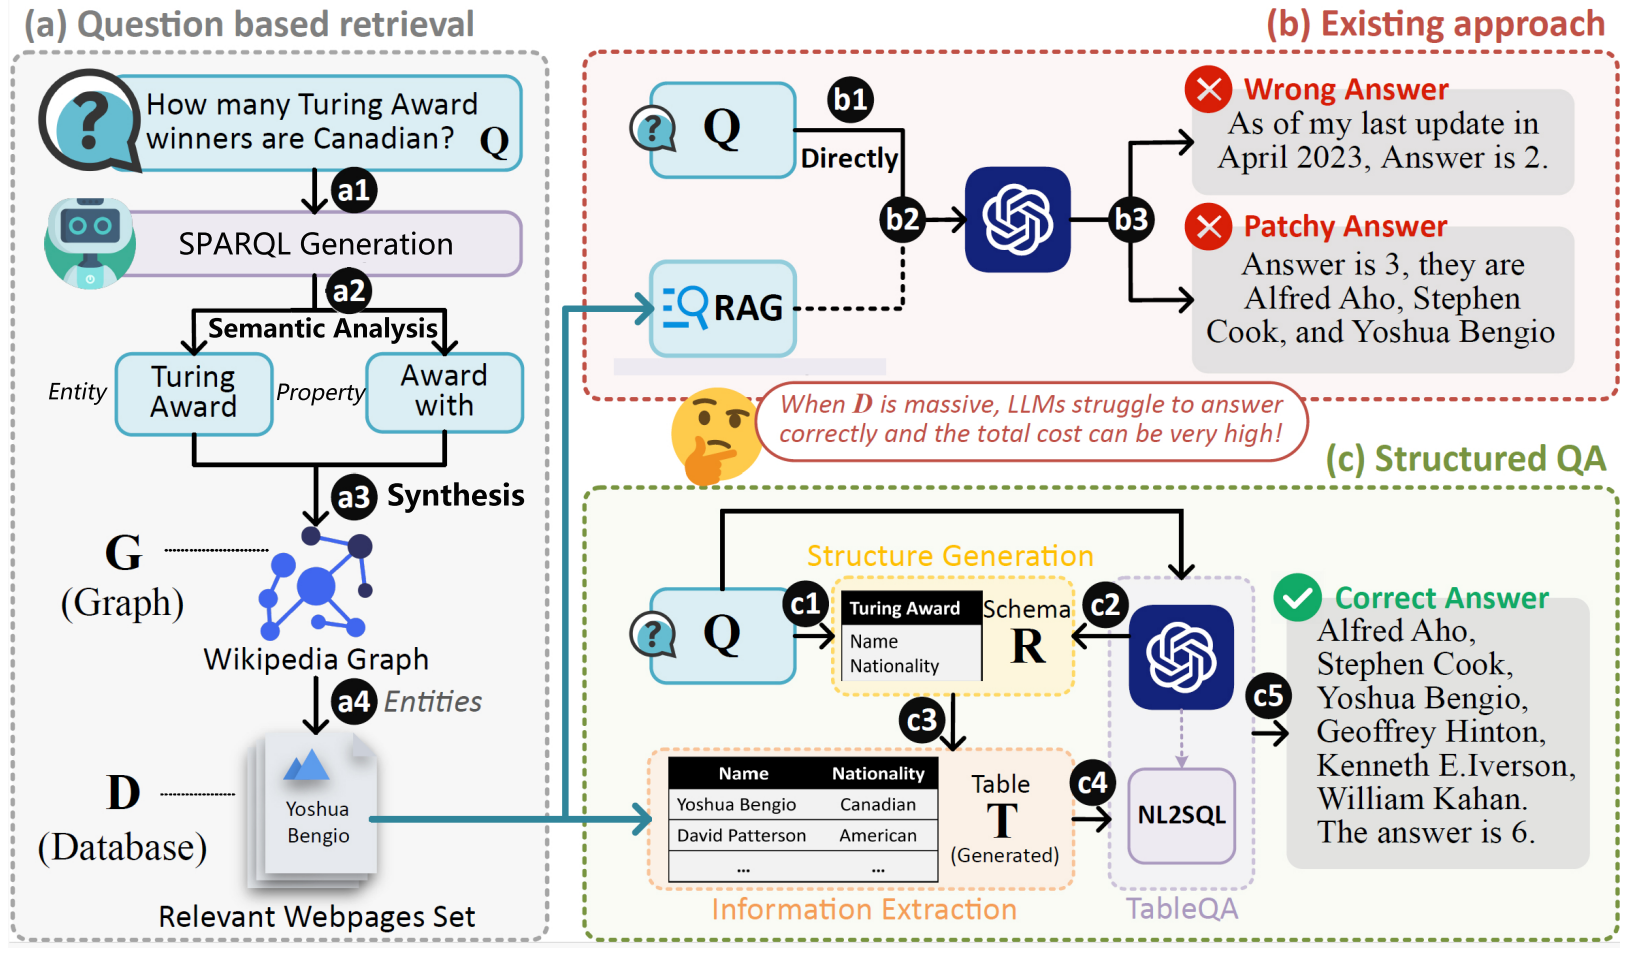 (a) Question based retrieval
How many Turing Award
winners are Canadian? Q
a1
SPARQL Generation
a2
Semantic Analysis
Entity
Turing
Award
Property
Award
with
a3 Synthesis
G
(Graph)
Wikipedia Graph
a4 Entities
D
(Database)
Yoshua
Bengio
Relevant Webpages Set
(b) Existing approach
Q
b1
Directly
RAG
b2
b3
Wrong Answer
As of my last update in
April 2023, Answer is 2.
Patchy Answer
Answer is 3, they are
Alfred Aho, Stephen
Cook, and Yoshua Bengio
When D is massive, LLMs struggle to answer
correctly and the total cost can be very high!
(c) Structured QA
Q
c1
Structure Generation
Turing Award
Name
Nationality
Schema
R
c2
c3
Name Nationality
Yoshua Bengio Canadian
David Patterson American
... ...
Table
T
(Generated)
Information Extraction
c4
NL2SQL
TableQA
c5
Correct Answer
Alfred Aho,
Stephen Cook,
Yoshua Bengio,
Geoffrey Hinton,
Kenneth E.Iverson,
William Kahan.
The answer is 6.